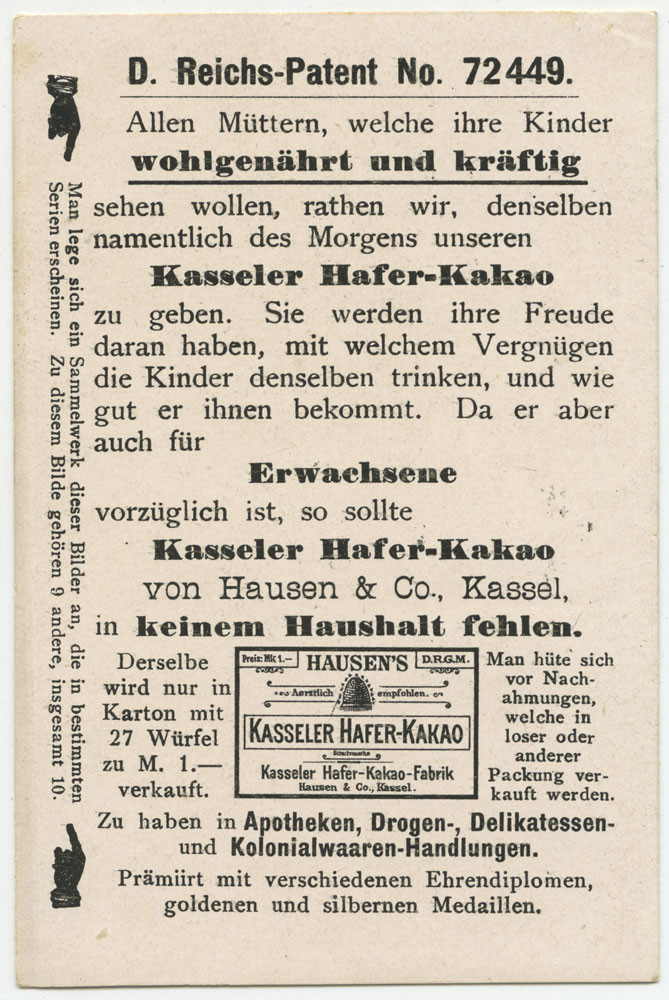 D. Reichs-Patent No. 72449.
Allen Müttern, welche ihre Kinder
wohlgenährt und kräftig
sehen wollen, rathen wir, denselben
namentlich des Morgens unseren
Kasseler Hafer-Kakao
zu geben. Sie werden ihre Freude
daran haben, mit welchem Vergnügen
die Kinder denselben trinken, und wie
gut er ihnen bekommt. Da er aber
auch für
Erwachsene
vorzüglich ist, so sollte
Kasseler Hafer-Kakao
von Hausen & Co., Kassel,
in keinem Haushalt fehlen.
Derselbe
wird nur in
Karton mit
27 Würfel
zu M. 1.—
verkauft.
Preis: Mk 1.—
HAUSEN'S
D.R.G.M.
Aerztlich empfohlen.
KASSELER HAFER-KAKAO
Schutzmarke
Kasseler Hafer-Kakao-Fabrik
Hausen & Co., Kassel.
Man hüte sich
vor Nach-
ahmungen,
welche in
loser oder
anderer
Packung ver-
kauft werden.
Zu haben in Apotheken, Drogen-, Delikatessen-
und Kolonialwaaren-Handlungen.
Prämiirt mit verschiedenen Ehrendiplomen,
goldenen und silbernen Medaillen.
Man lege sich ein Sammelwerk dieser Bilder an, die in bestimmten
Serien erscheinen. Zu diesem Bilde gehören 9 andere, insgesamt 10.